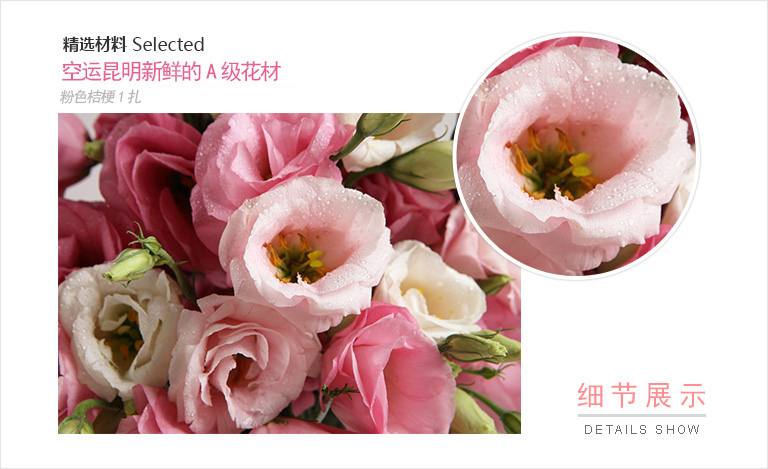 精选材料 Selected
空运昆明新鲜的 A 级花材
粉色桔梗 1 扎
细节展示
DETAILS SHOW